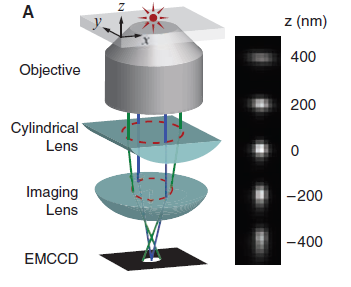 A
z
y
x
Objective
Cylindrical
Lens
Imaging
Lens
EMCCD
z (nm)
400
200
0
−200
−400